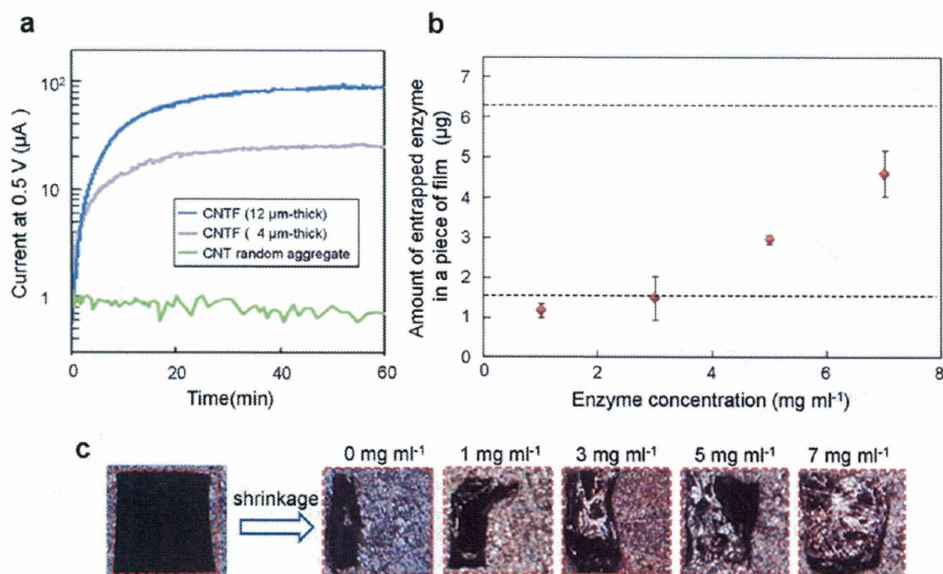 a
Current at 0.5 V (μA)
10²
10
1
0
20
40
60
Time(min)
CNTF (12 μm-thick)
CNTF ( 4 μm-thick)
CNT random aggregate
b
Amount of entrapped enzyme
in a piece of film (μg)
7
6
5
4
3
2
1
0
0
2
4
6
8
Enzyme concentration (mg ml⁻¹)
c
shrinkage
0 mg ml⁻¹
1 mg ml⁻¹
3 mg ml⁻¹
5 mg ml⁻¹
7 mg ml⁻¹